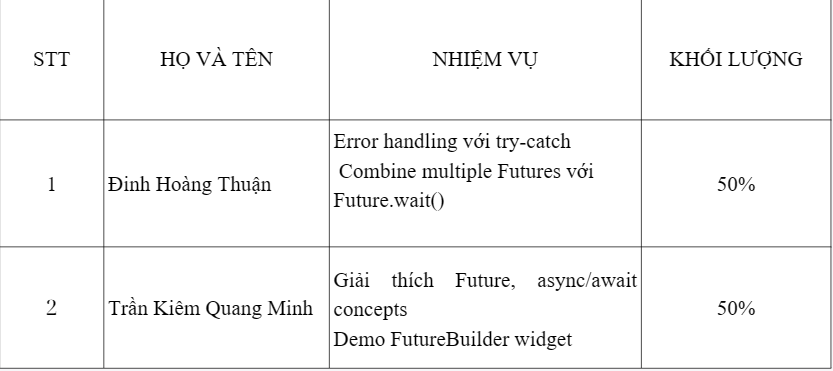 STT HỌ VÀ TÊN NHIỆM VỤ KHỐI LƯỢNG
Error handling với try-catch
Combine multiple Futures với
1 Đinh Hoàng Thuận 50%
Future.wait()
Giải thích Future, async/await
2 Trần Kiêm Quang Minh concepts 50%
Demo FutureBuilder widget